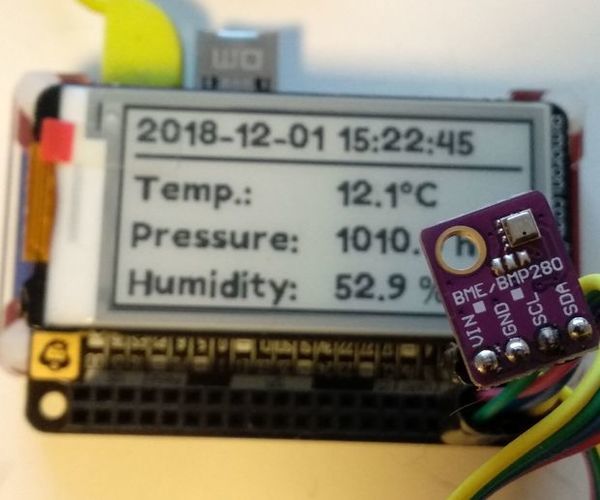 2018-12-01 15:22:45
Temp.: 12.1°C
Pressure: 1010. h
Humidity: 52.9 %
BME/BMP280
VIN GND SCL SDA